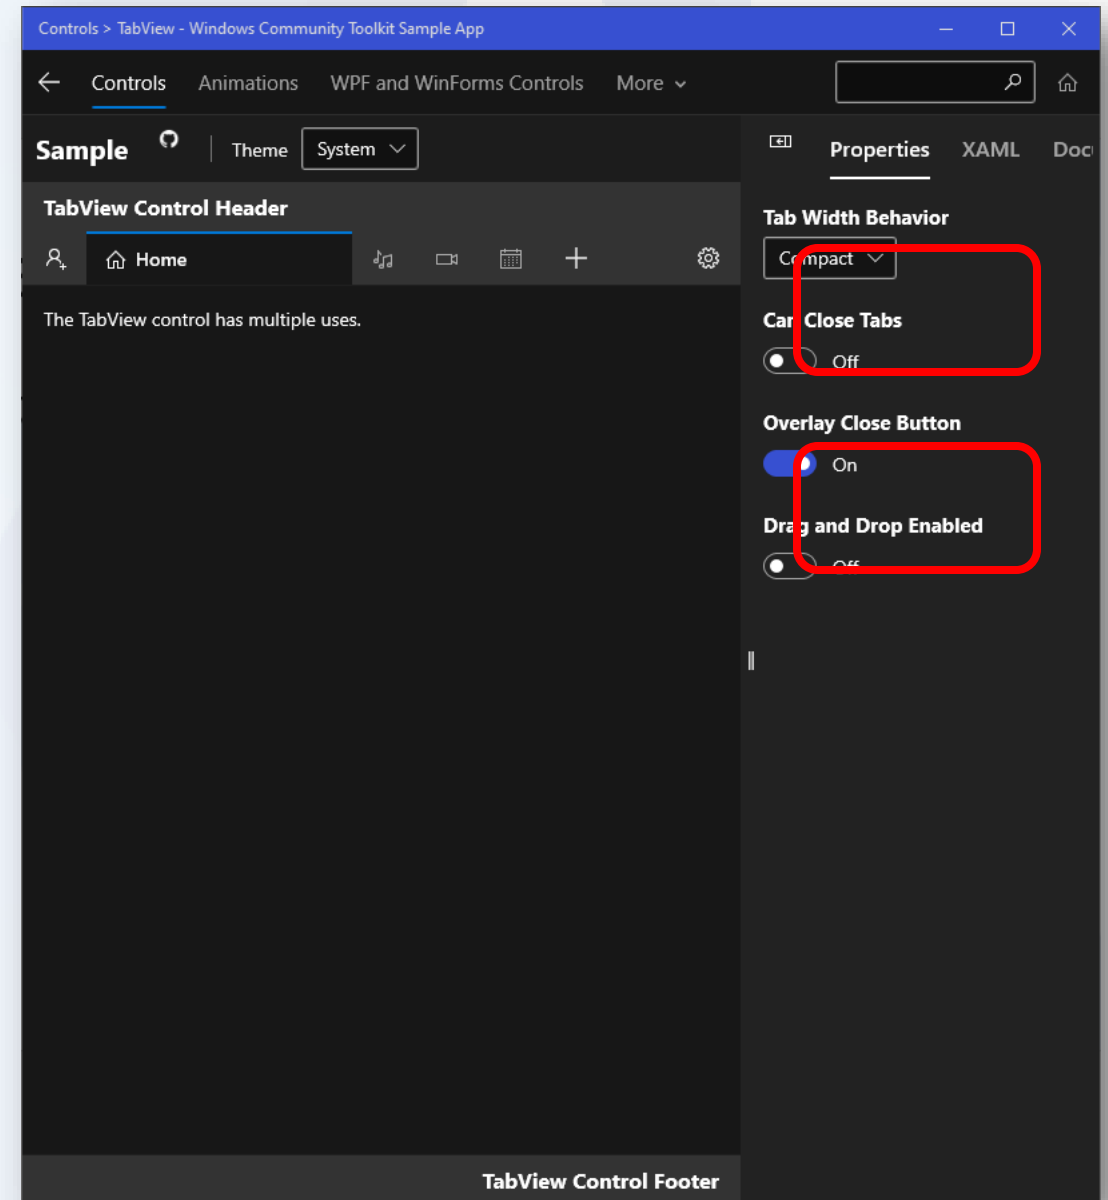 Controls > TabView - Windows Community Toolkit Sample App
Controls Animations WPF and WinForms Controls More
Sample Theme System
Properties XAML
TabView Control Header
Home
The TabView control has multiple uses.
Tab Width Behavior
Compact
Can Close Tabs
Off
Overlay Close Button
On
Drag and Drop Enabled
Off
TabView Control Footer